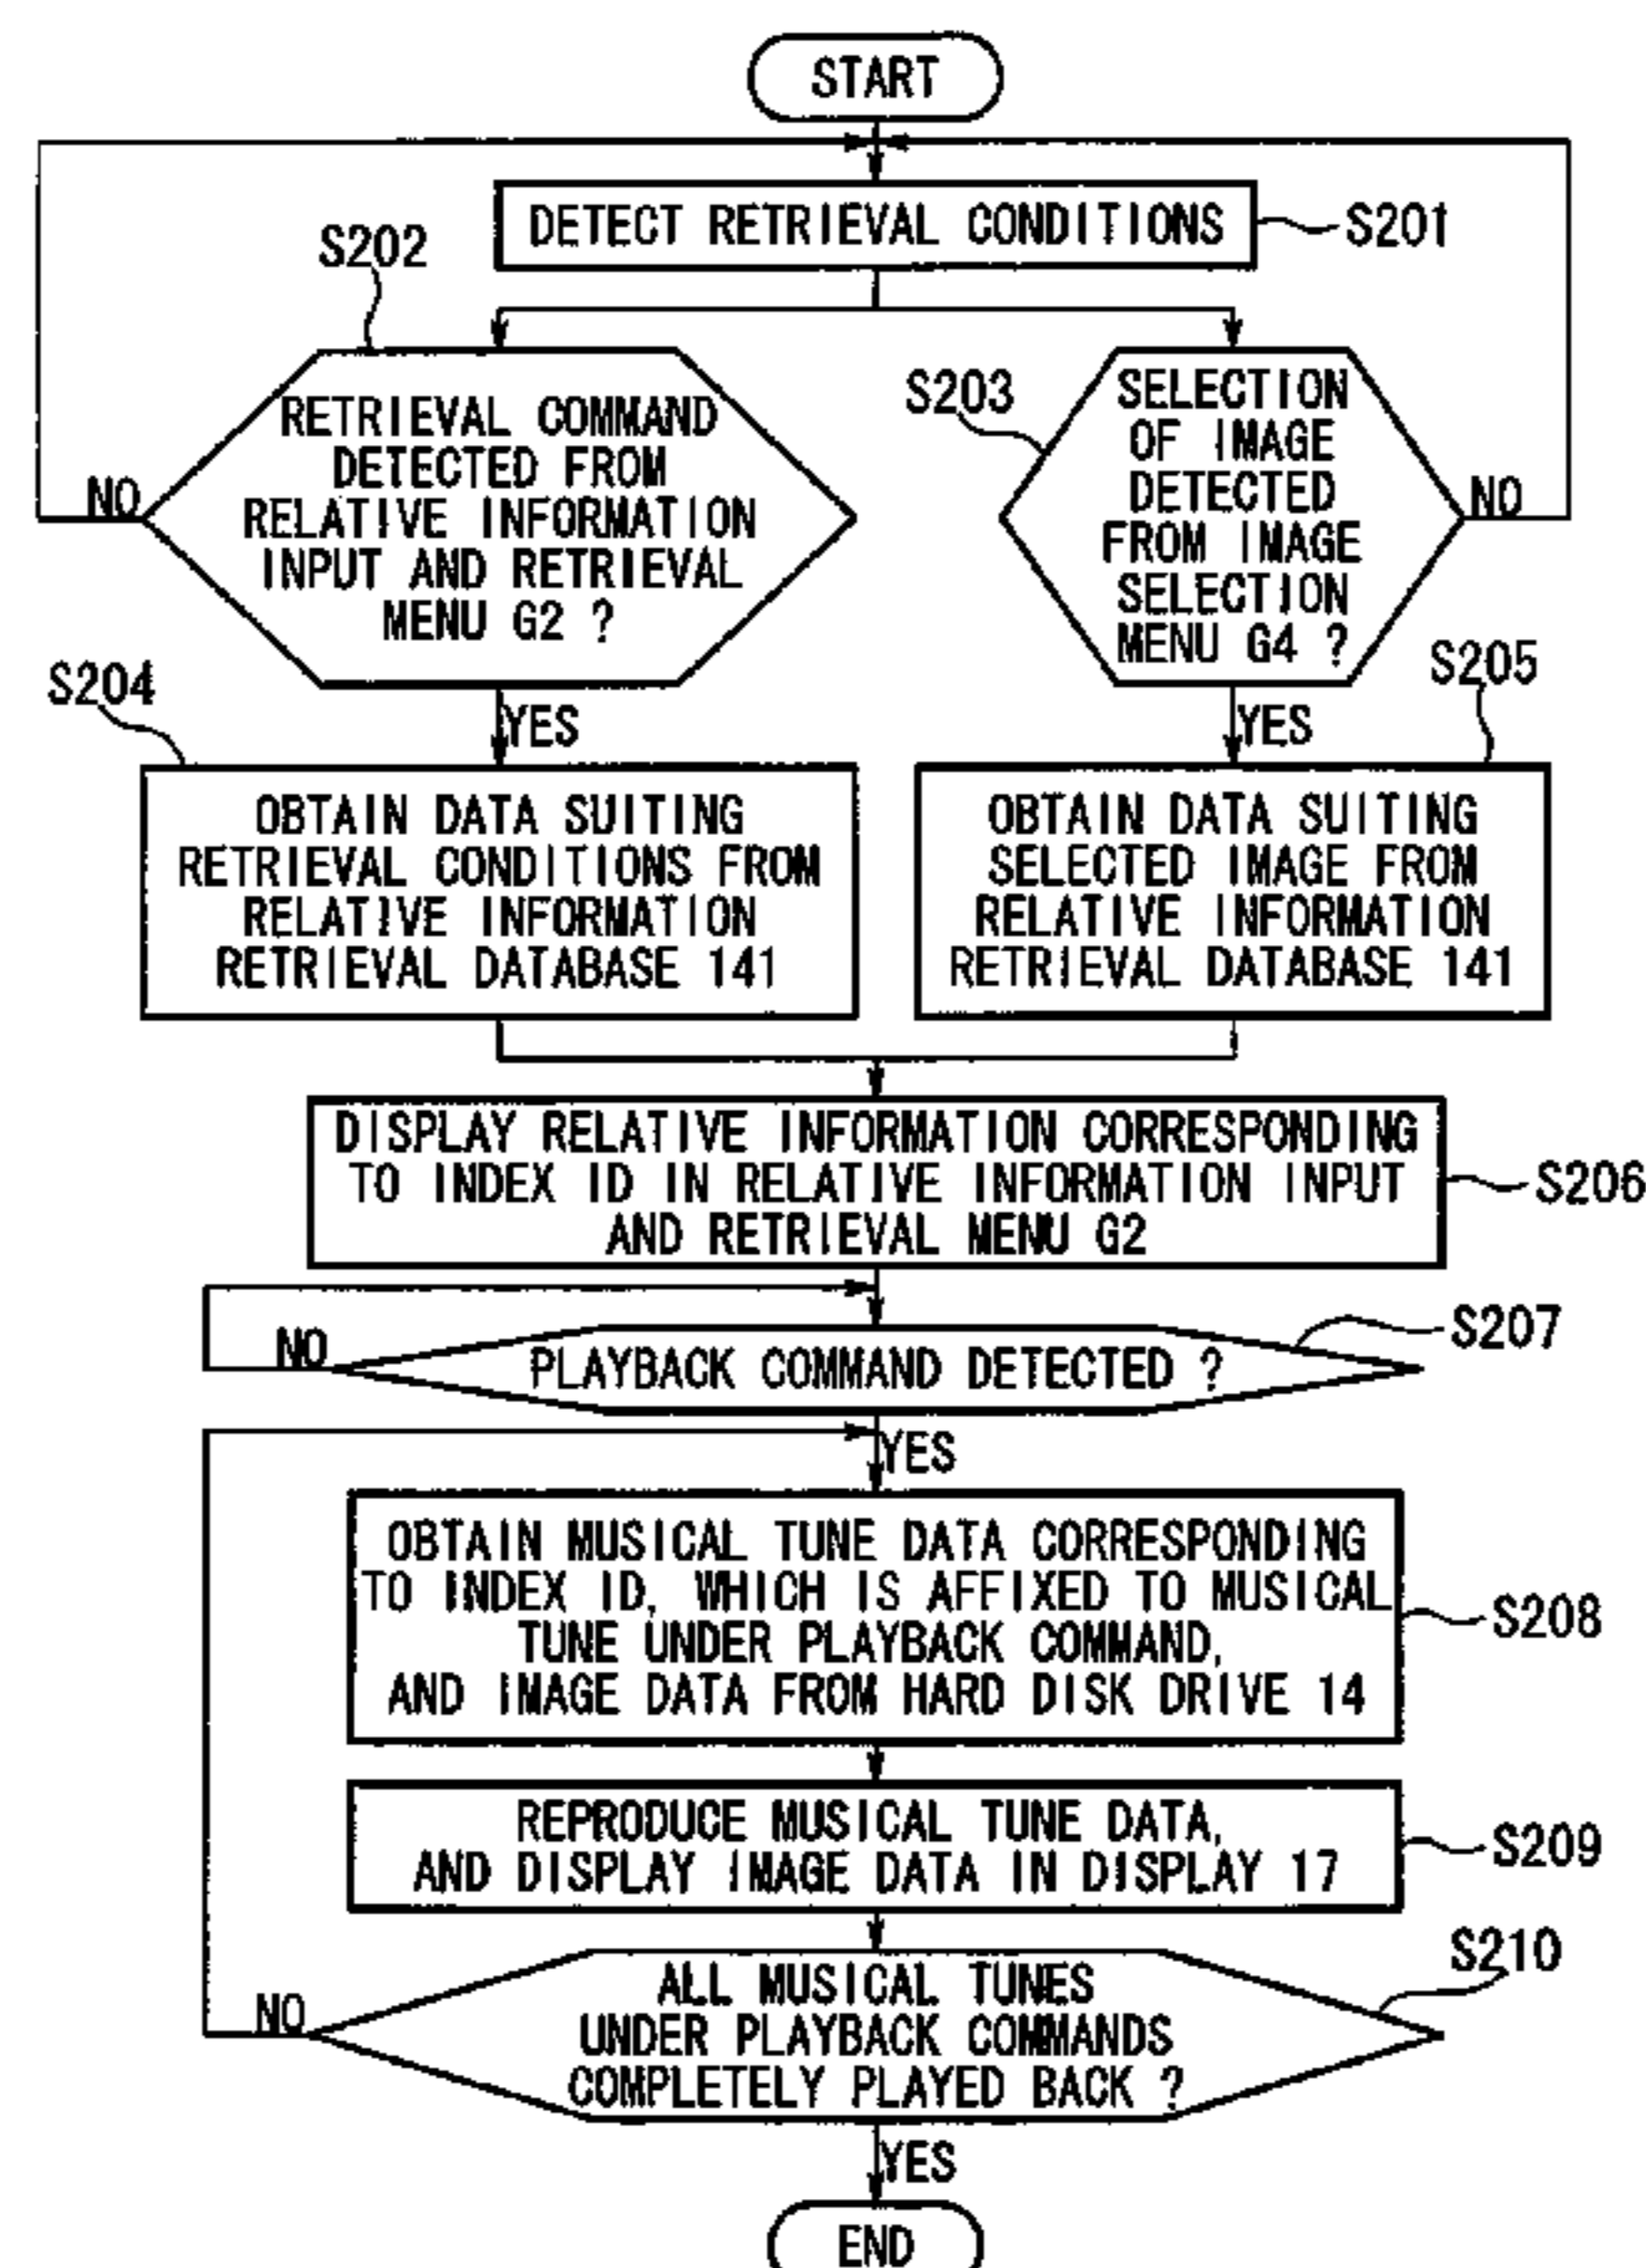 START
DETECT RETRIEVAL CONDITIONS
S201
S202
RETRIEVAL COMMAND
DETECTED FROM
RELATIVE INFORMATION
INPUT AND RETRIEVAL
MENU G2 ?
NO
S203
SELECTION
OF IMAGE
DETECTED
FROM IMAGE
SELECTION
MENU G4 ?
NO
S204
YES
OBTAIN DATA SUITING
RETRIEVAL CONDITIONS FROM
RELATIVE INFORMATION
RETRIEVAL DATABASE 141
S205
YES
OBTAIN DATA SUITING
SELECTED IMAGE FROM
RELATIVE INFORMATION
RETRIEVAL DATABASE 141
DISPLAY RELATIVE INFORMATION CORRESPONDING
TO INDEX ID IN RELATIVE INFORMATION INPUT
AND RETRIEVAL MENU G2
S206
NO
PLAYBACK COMMAND DETECTED ?
S207
YES
OBTAIN MUSICAL TUNE DATA CORRESPONDING
TO INDEX ID, WHICH IS AFFIXED TO MUSICAL
TUNE UNDER PLAYBACK COMMAND,
AND IMAGE DATA FROM HARD DISK DRIVE 14
S208
REPRODUCE MUSICAL TUNE DATA,
AND DISPLAY IMAGE DATA IN DISPLAY 17
S209
NO
ALL MUSICAL TUNES
UNDER PLAYBACK COMMANDS
COMPLETELY PLAYED BACK ?
S210
YES
END